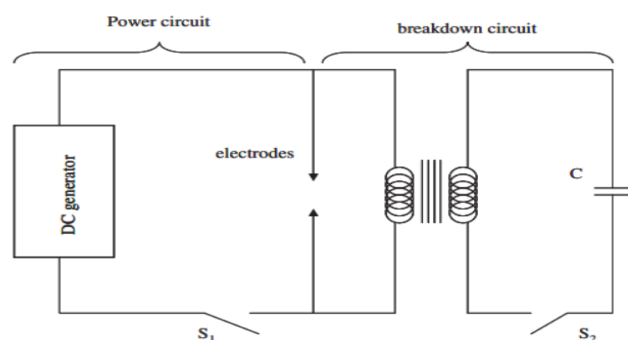 Power circuit
breakdown circuit
DC generator
electrodes
C
S₁
S₂